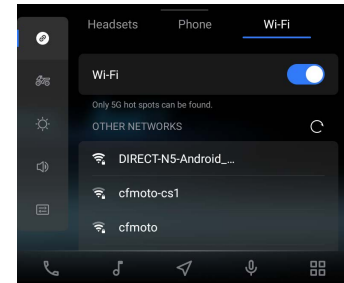 Headsets Phone Wi-Fi
Wi-Fi
Only 5G hot spots can be found.
OTHER NETWORKS
DIRECT-N5-Android_...
cfmoto-cs1
cfmoto